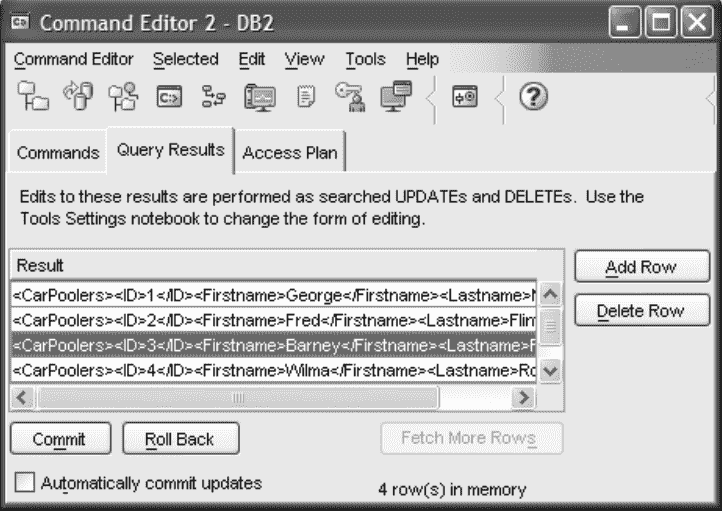 Command Editor 2 - DB2
Command Editor Selected Edit View Tools Help
Commands Query Results Access Plan
Edits to these results are performed as searched UPDATEs and DELETEs. Use the
Tools Settings notebook to change the form of editing.
Result
<CarPoolers><ID>1</ID><Firstname>George</Firstname><Lastname>
<CarPoolers><ID>2</ID><Firstname>Fred</Firstname><Lastname>Flin
<CarPoolers><ID>3</ID><Firstname>Barney</Firstname><Lastname>
<CarPoolers><ID>4</ID><Firstname>Wilma</Firstname><Lastname>Ro
Add Row
Delete Row
Commit Roll Back Fetch More Rows
Automatically commit updates
4 row(s) in memory